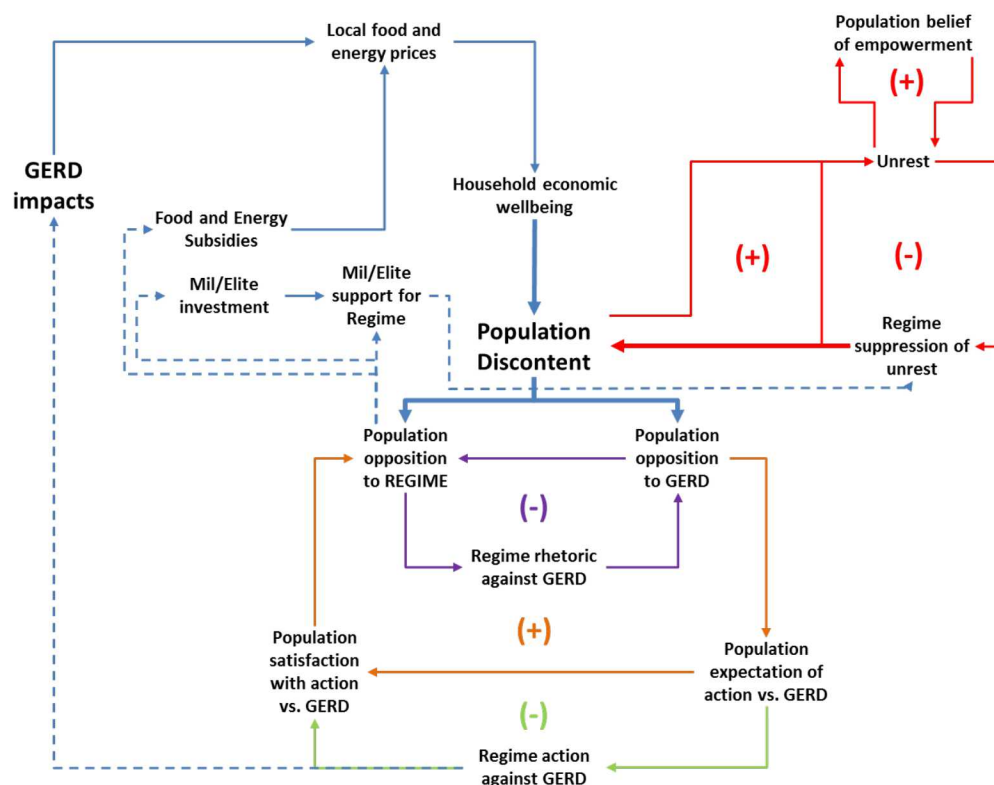 Local food and
energy prices
Population belief
of empowerment
(+)
Unrest
GERD
impacts
Household economic
wellbeing
Food and Energy
Subsidies
(+)
(-)
Mil/Elite
investment
Mil/Elite
support for
Regime
Population
Discontent
Regime
suppression of
unrest
Population
opposition
to REGIME
Population
opposition
to GERD
(-)
Regime rhetoric
against GERD
(+)
Population
satisfaction
with action
vs. GERD
Population
expectation of
action vs. GERD
(-)
Regime action
against GERD